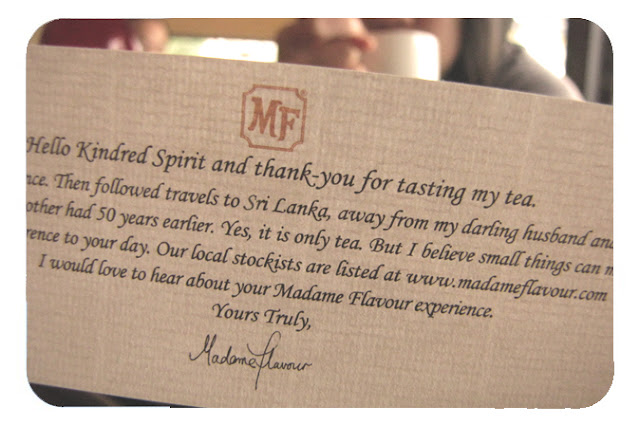 MF
Hello Kindred Spirit and thank-you for tasting my tea.
nce. Then followed travels to Sri Lanka, away from my darling husband and
other had 50 years earlier. Yes, it is only tea. But I believe small things can m
rence to your day. Our local stockists are listed at www.madameflavour.com
I would love to hear about your Madame Flavour experience.
Yours Truly,
Madame Flavour